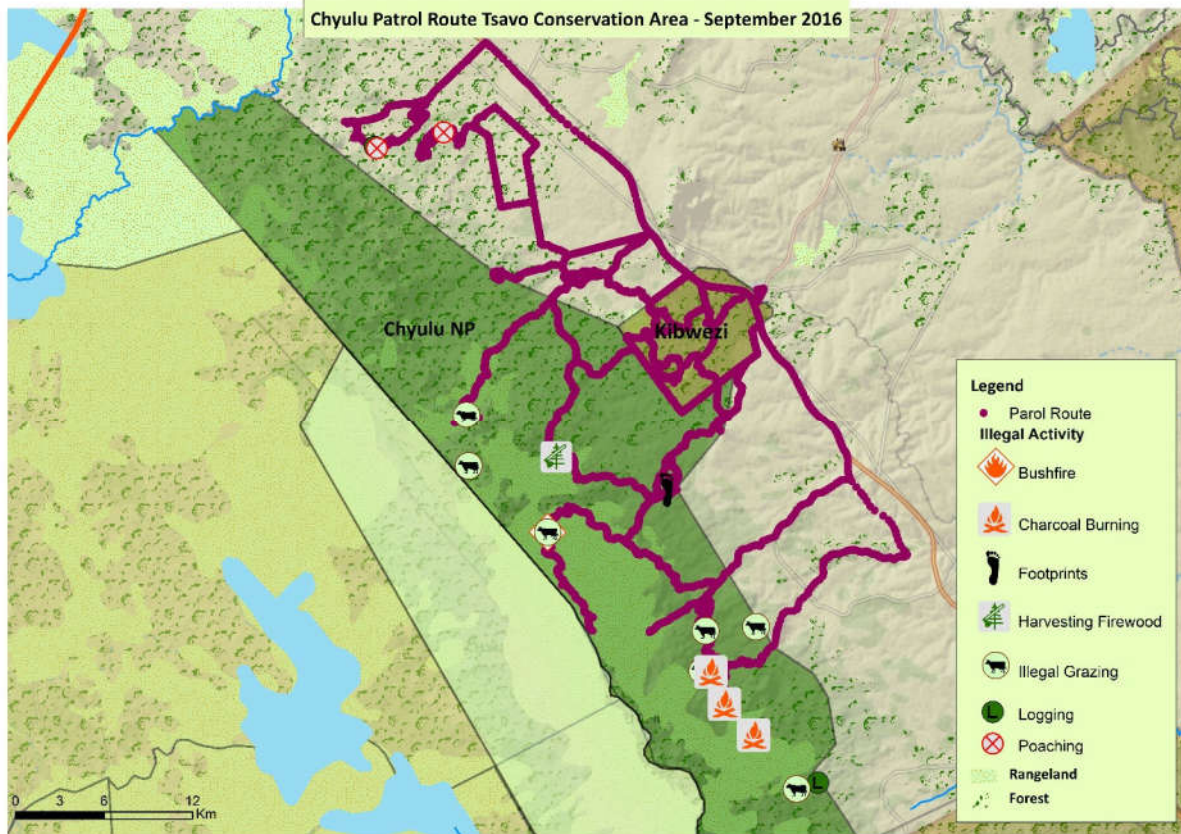 Chyulu Patrol Route Tsavo Conservation Area - September 2016
Chyulu NP
Kibwezi
Legend
Parol Route
Illegal Activity
Bushfire
Charcoal Burning
Footprints
Harvesting Firewood
Illegal Grazing
L Logging
Poaching
Rangeland
Forest
L
0 3 6 12
Km